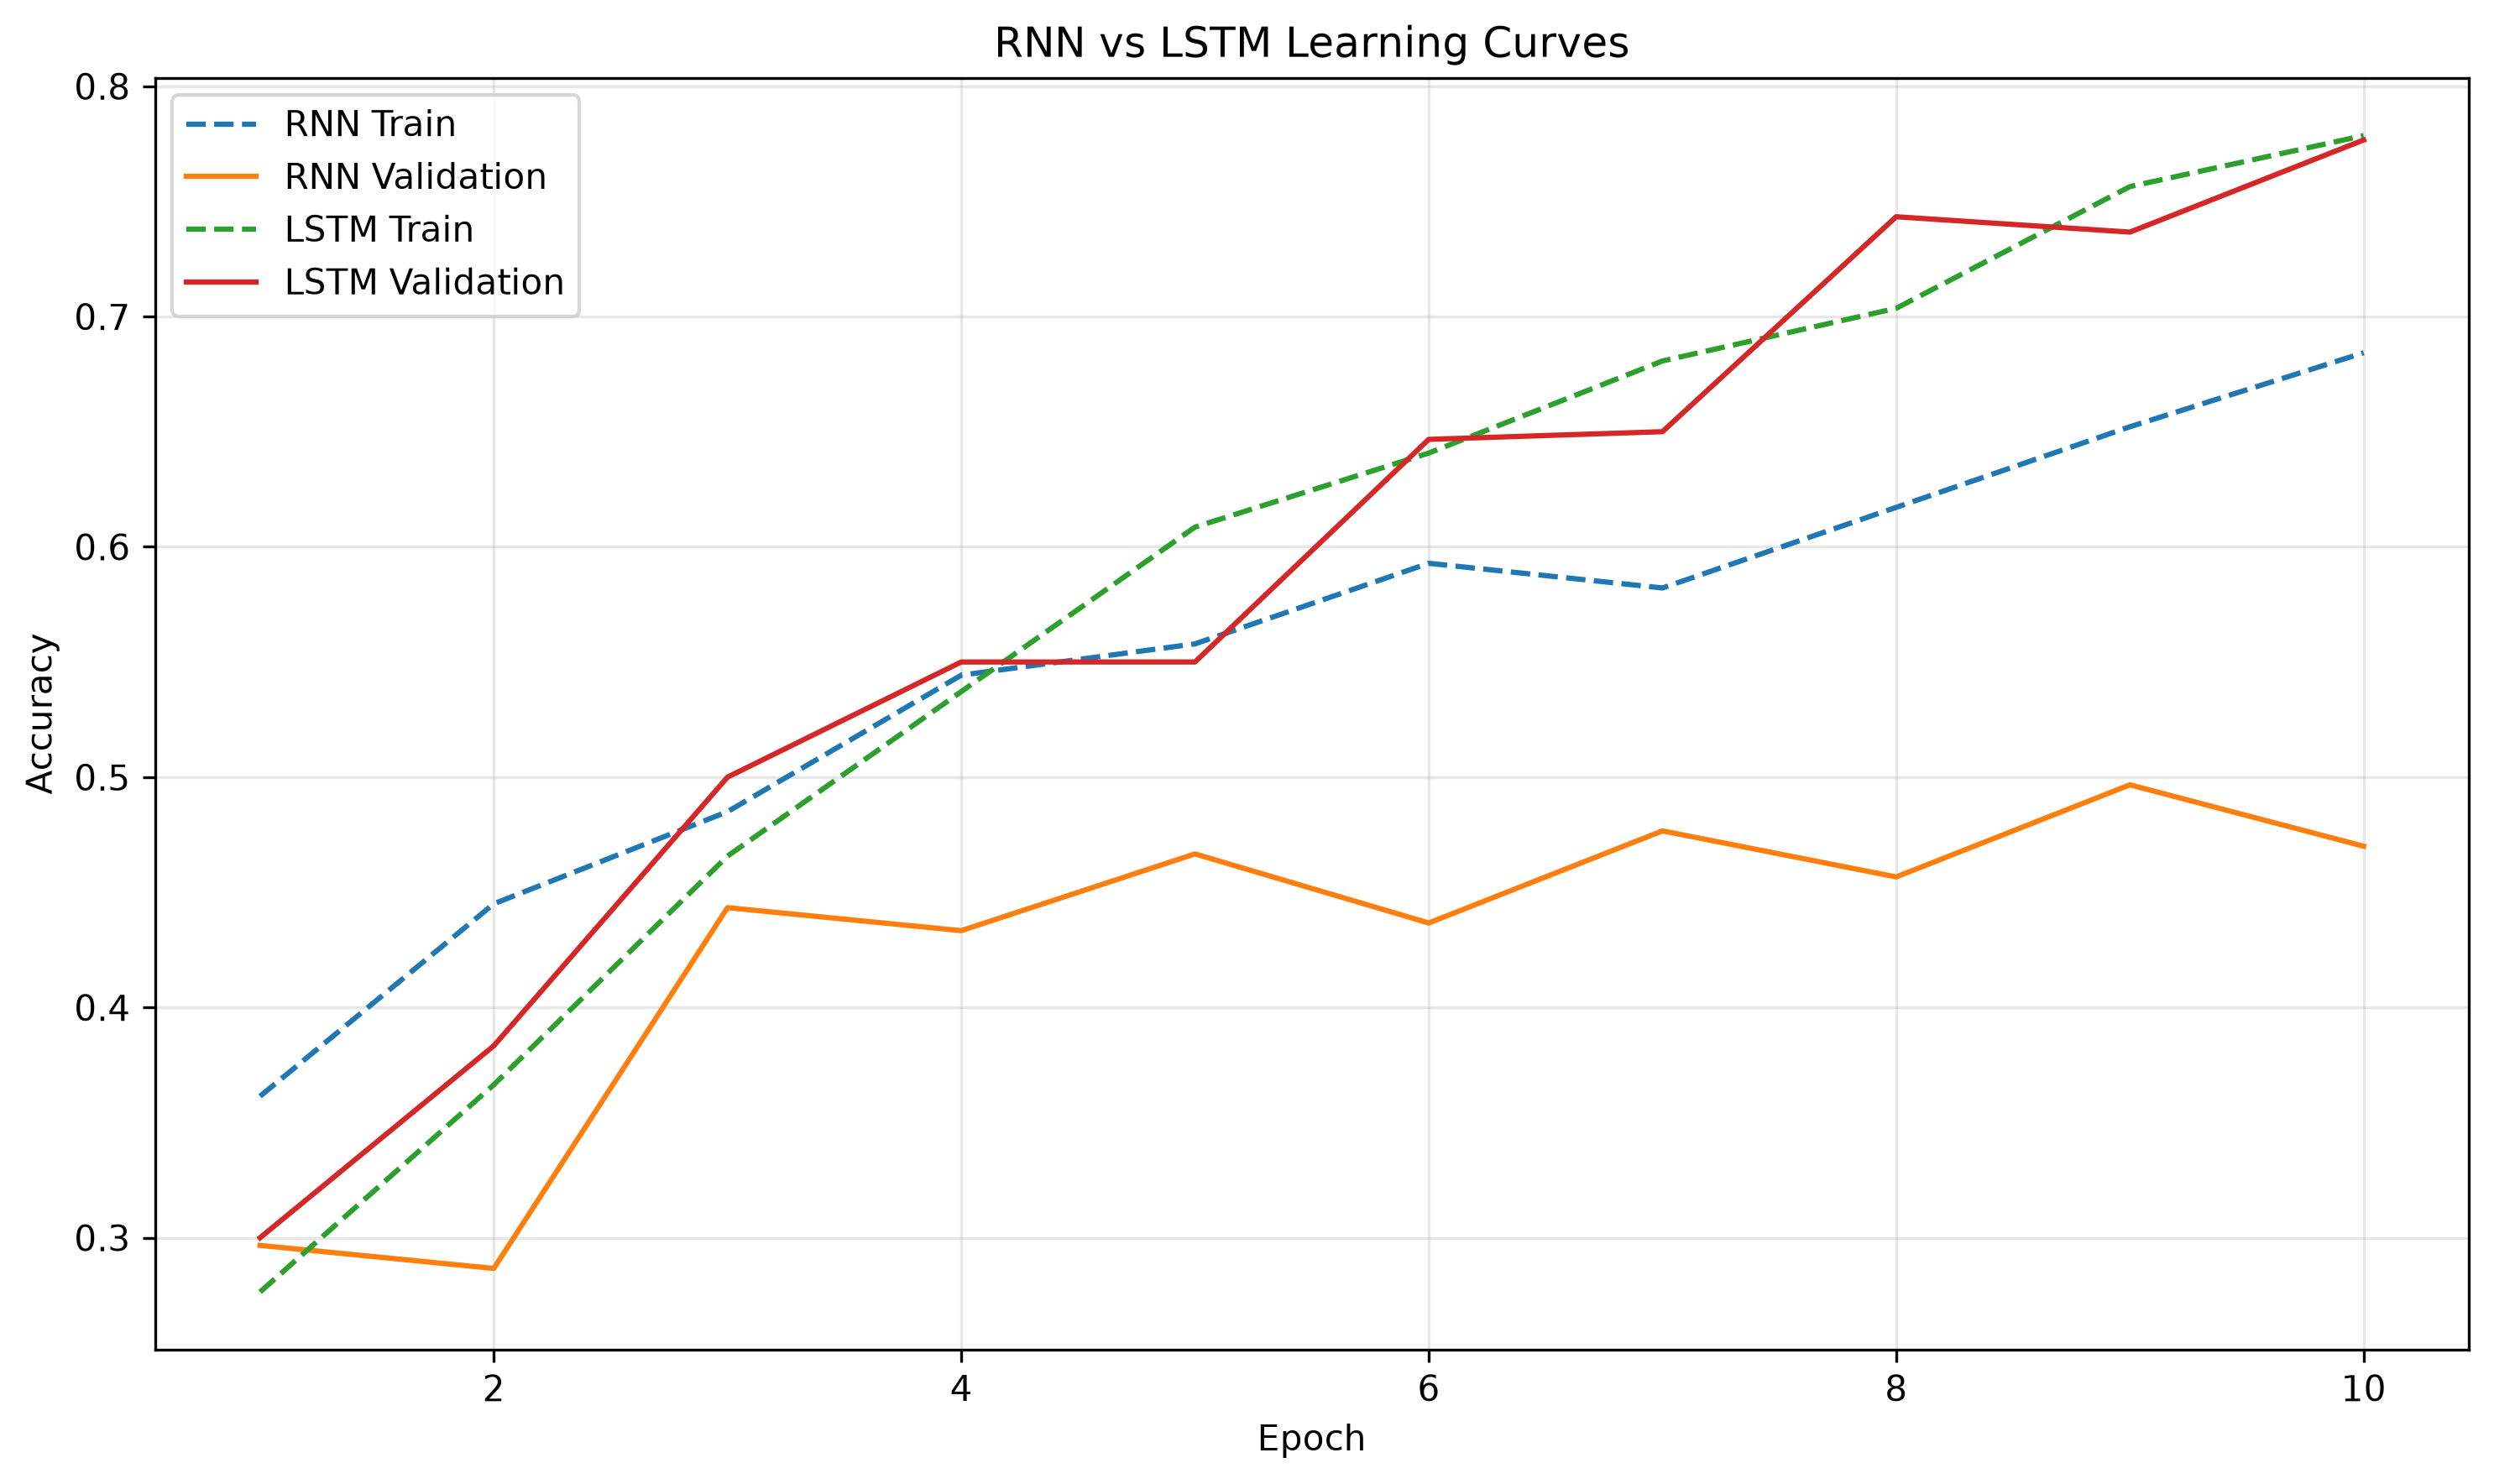 RNN vs LSTM Learning Curves
RNN Train
RNN Validation
LSTM Train
LSTM Validation
0.8
0.7
0.6
0.5
0.4
0.3
Accuracy
2 4 6 8 10
Epoch